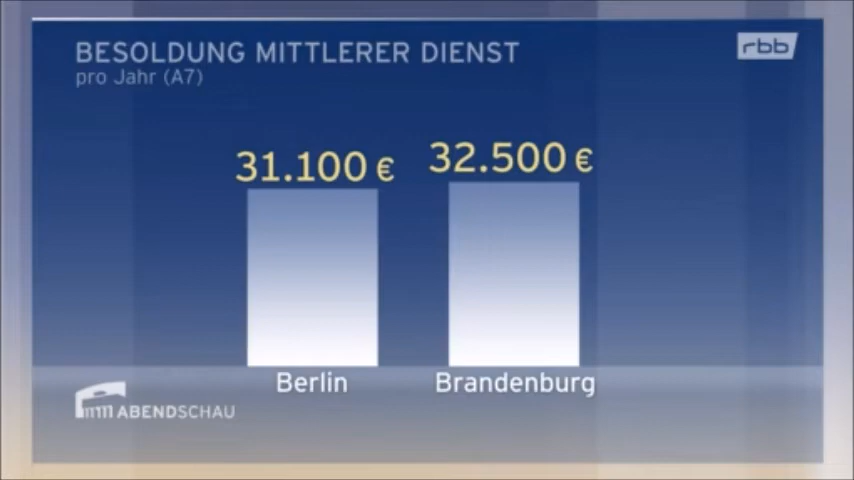 BESOLDUNG MITTLERER DIENST
pro Jahr (A7)
rbb
31.100 €
32.500 €
Berlin
Brandenburg
ABENDSCHAU